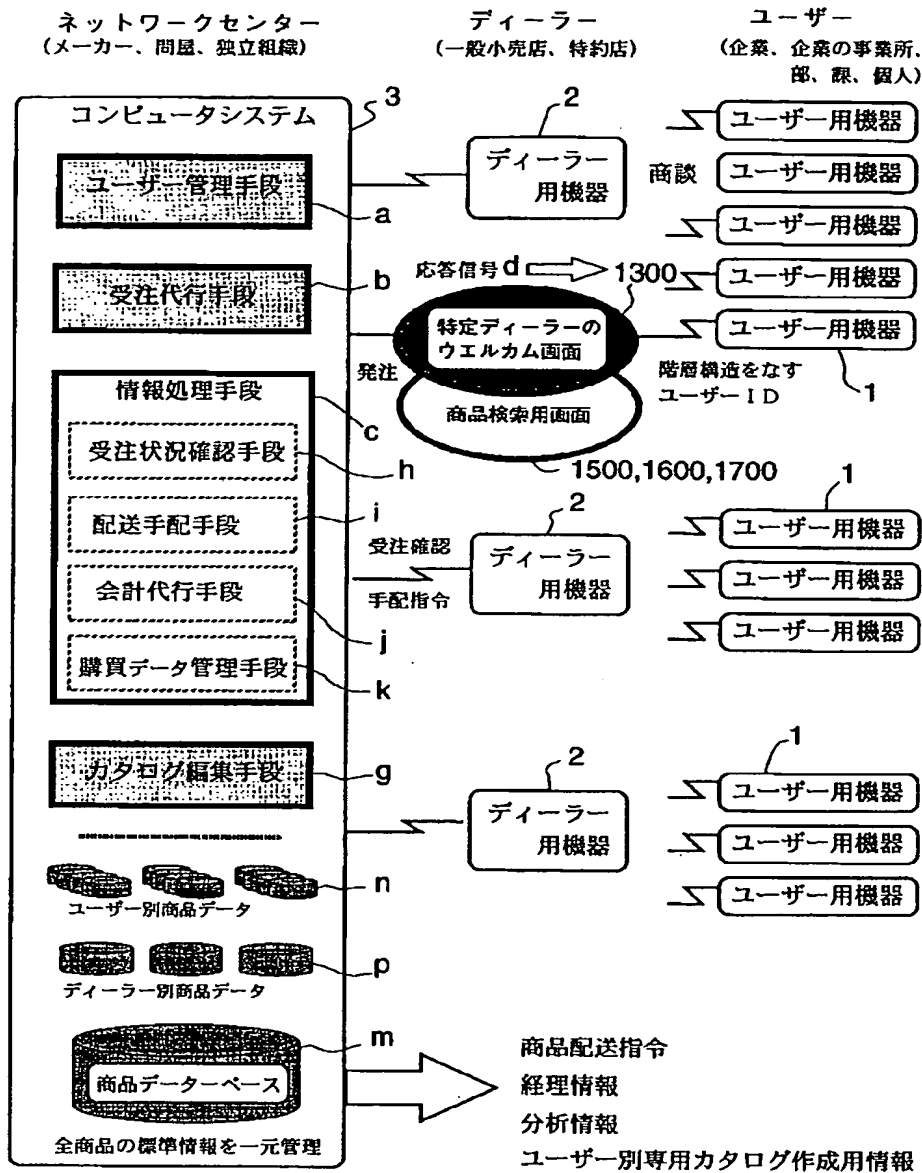 ネットワークセンター
(メーカー、問屋、独立組織)
ディーラー
(一般小売店、特約店)
ユーザー
(企業、企業の事業所、
部、課、個人)
コンピュータシステム
3
ユーザー管理手段
a
受注代行手段
b
情報処理手段
c
受注状況確認手段
h
配送手配手段
i
会計代行手段
j
購買データ管理手段
k
カタログ編集手段
g
n
ユーザー別商品データ
p
ディーラー別商品データ
m
商品データーベース
全商品の標準情報を一元管理
2
ディーラー
用機器
商談
応答信号d
1300
特定ディーラーの
ウエルカム画面
発注
商品検索用画面
階層構造をなす
ユーザーID
1500,1600,1700
受注確認
手配指令
2
ディーラー
用機器
2
ディーラー
用機器
ユーザー用機器
ユーザー用機器
ユーザー用機器
ユーザー用機器
ユーザー用機器
1
1
ユーザー用機器
ユーザー用機器
ユーザー用機器
1
ユーザー用機器
ユーザー用機器
ユーザー用機器
商品配送指令
経理情報
分析情報
ユーザー別専用カタログ作成用情報